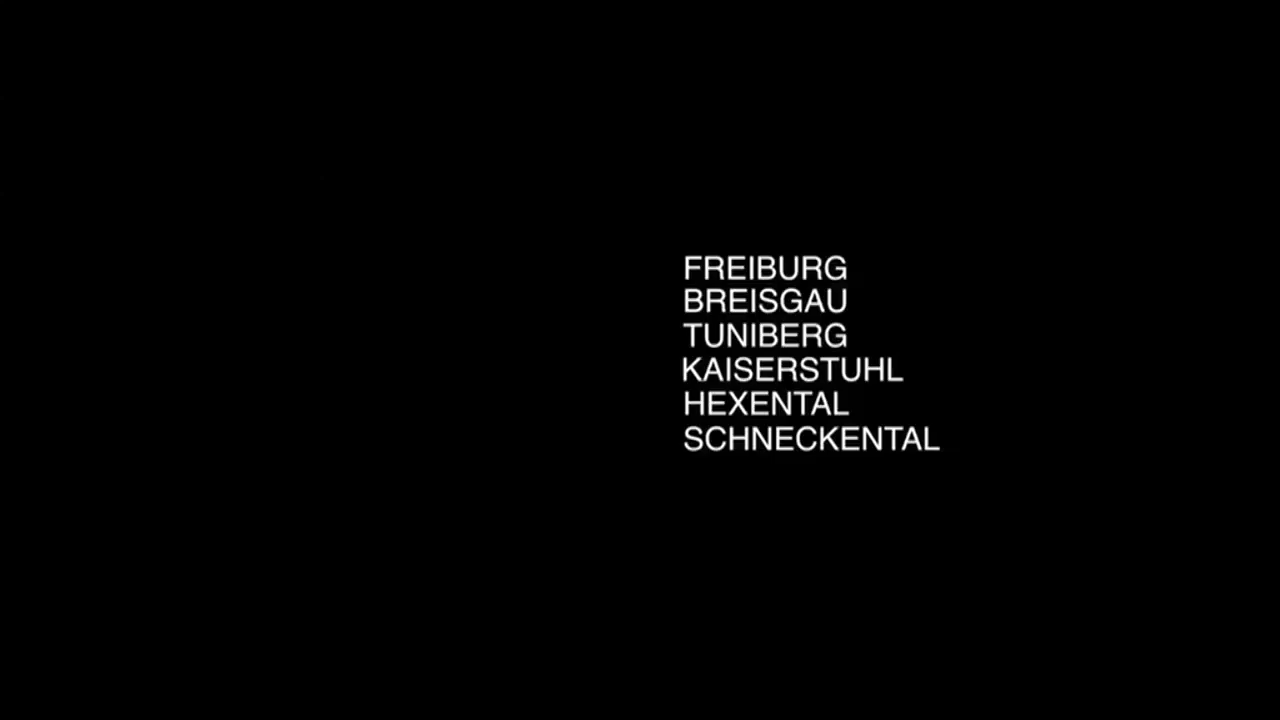 FREIBURG
BREISGAU
TUNIBERG
KAISERSTUHL
HEXENTAL
SCHNECKENTAL